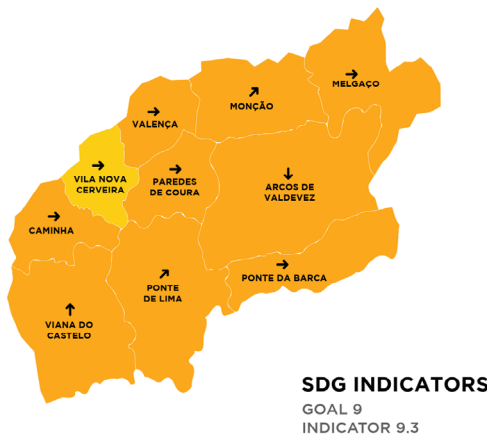 MELGAÇO
MONÇÃO
VALENÇA
VILA NOVA
CERVEIRA
PAREDES
DE COURA
ARCOS DE
VALDEVEZ
CAMINHA
PONTE DA BARCA
PONTE
DE LIMA
VIANA DO
CASTELO
SDG INDICATORS
GOAL 9
INDICATOR 9.3